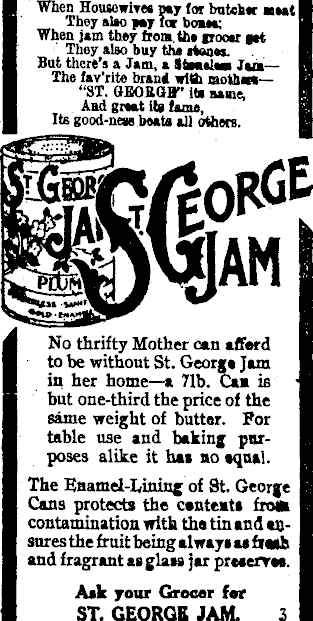 When Housewives pay for butcher meat
They also pay for bones;
When jam they from the grocer get
They also buy the stones.
But there's a Jam, a Stoneless Jam—
The fav'rite brand with mothers—
"ST. GEORGE" its name,
And great its fame,
Its good-ness beats all others.
ST. GEORGE
JAM
PLUM
ST. GEORGE
JAM
No thrifty Mother can afford
to be without St. George Jam
in her home—a 7lb. Can is
but one-third the price of the
same weight of butter. For
table use and baking pur-
poses alike it has no equal.
The Enamel-Lining of St. George
Cans protects the contents from
contamination with the tin and en-
sures the fruit being always as fresh
and fragrant as glass jar preserves.
Ask your Grocer for
ST. GEORGE JAM. 3